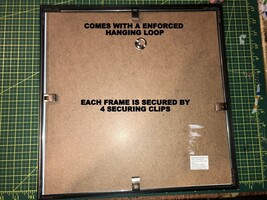 COMES WITH A ENFORCED
HANGING LOOP
EACH FRAME IS SECURED BY
4 SECURING CLIPS